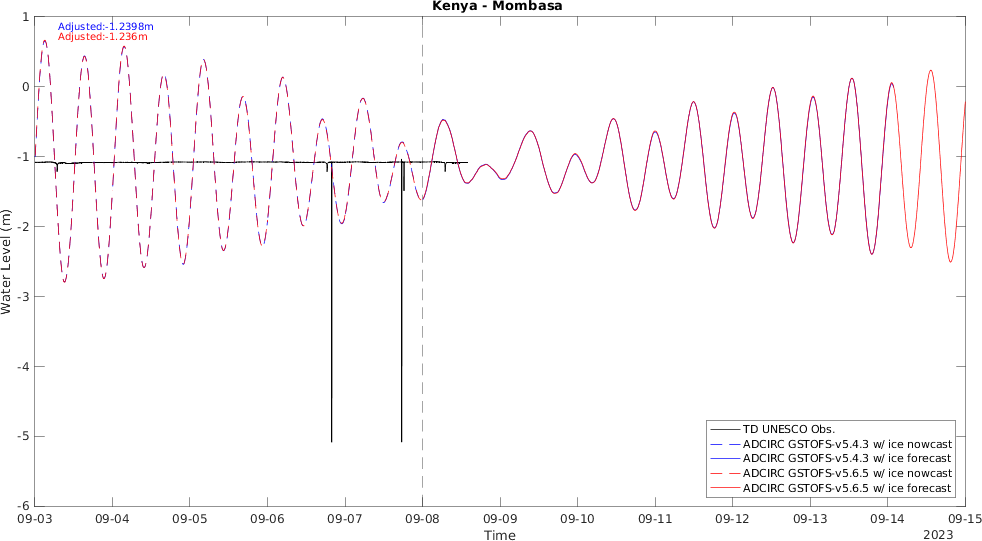 Kenya - Mombasa
Adjusted:-1.2398m
Adjusted:-1.236m
1
0
-1
-2
-3
-4
-5
-6
Water Level (m)
09-03 09-04 09-05 09-06 09-07 09-08 09-09 09-10 09-11 09-12 09-13 09-14 09-15
Time
2023
TD UNESCO Obs.
ADCIRC GSTOFS-v5.4.3 w/ ice nowcast
ADCIRC GSTOFS-v5.4.3 w/ ice forecast
ADCIRC GSTOFS-v5.6.5 w/ ice nowcast
ADCIRC GSTOFS-v5.6.5 w/ ice forecast